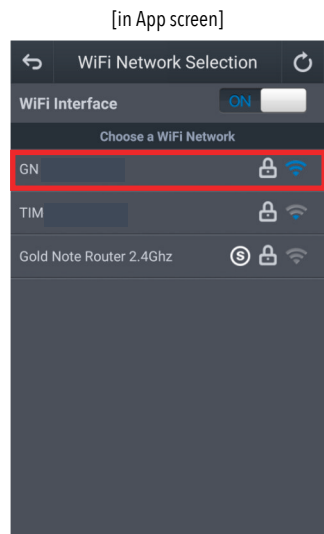 [in App screen]
WiFi Network Selection
WiFi Interface ON
Choose a WiFi Network
GN
TIM
Gold Note Router 2.4Ghz S